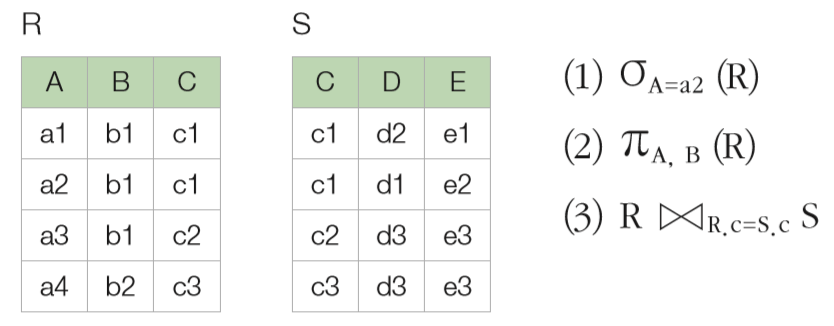 R
A B C
a1 b1 c1
a2 b1 c1
a3 b1 c2
a4 b2 c3
S
C D E
c1 d2 e1
c1 d1 e2
c2 d3 e3
c3 d3 e3
(1) σA=a2 (R)
(2) πA, B (R)
(3) R ⋈R.c=S.c S